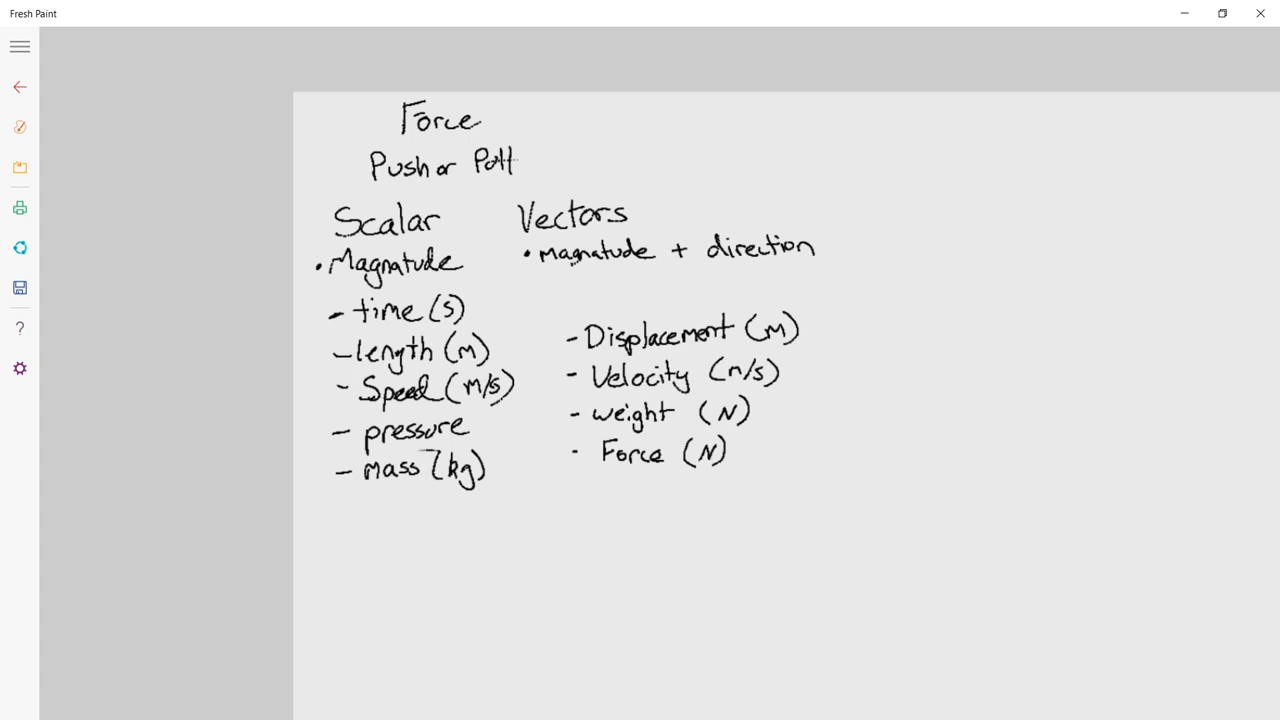 Fresh Paint
Force
Push or Pull
Scalar
• Magnatude
- time (s)
- length (m)
- Speed (m/s)
- pressure
- mass (kg)
Vectors
• Magnatude + direction
- Displacement (m)
- Velocity (m/s)
- weight (N)
- Force (N)
?